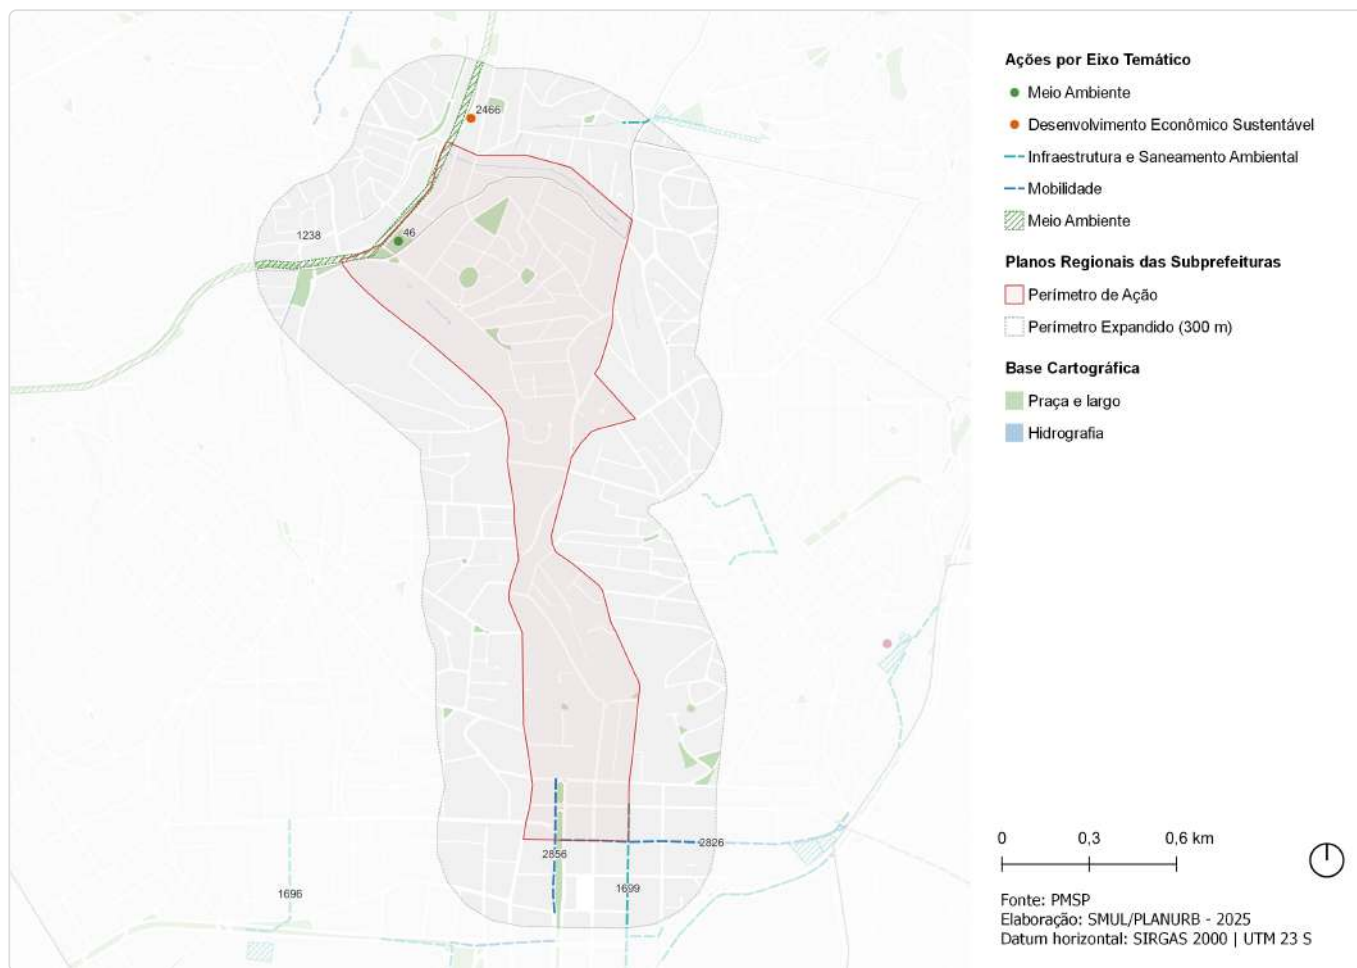 2466
46
1238
2856
2826
1699
1696
Ações por Eixo Temático
Meio Ambiente
Desenvolvimento Econômico Sustentável
Infraestrutura e Saneamento Ambiental
Mobilidade
Meio Ambiente
Planos Regionais das Subprefeituras
Perímetro de Ação
Perímetro Expandido (300 m)
Base Cartográfica
Praça e largo
Hidrografia
0 0,3 0,6 km
Fonte: PMSP
Elaboração: SMUL/PLANURB - 2025
Datum horizontal: SIRGAS 2000 | UTM 23 S